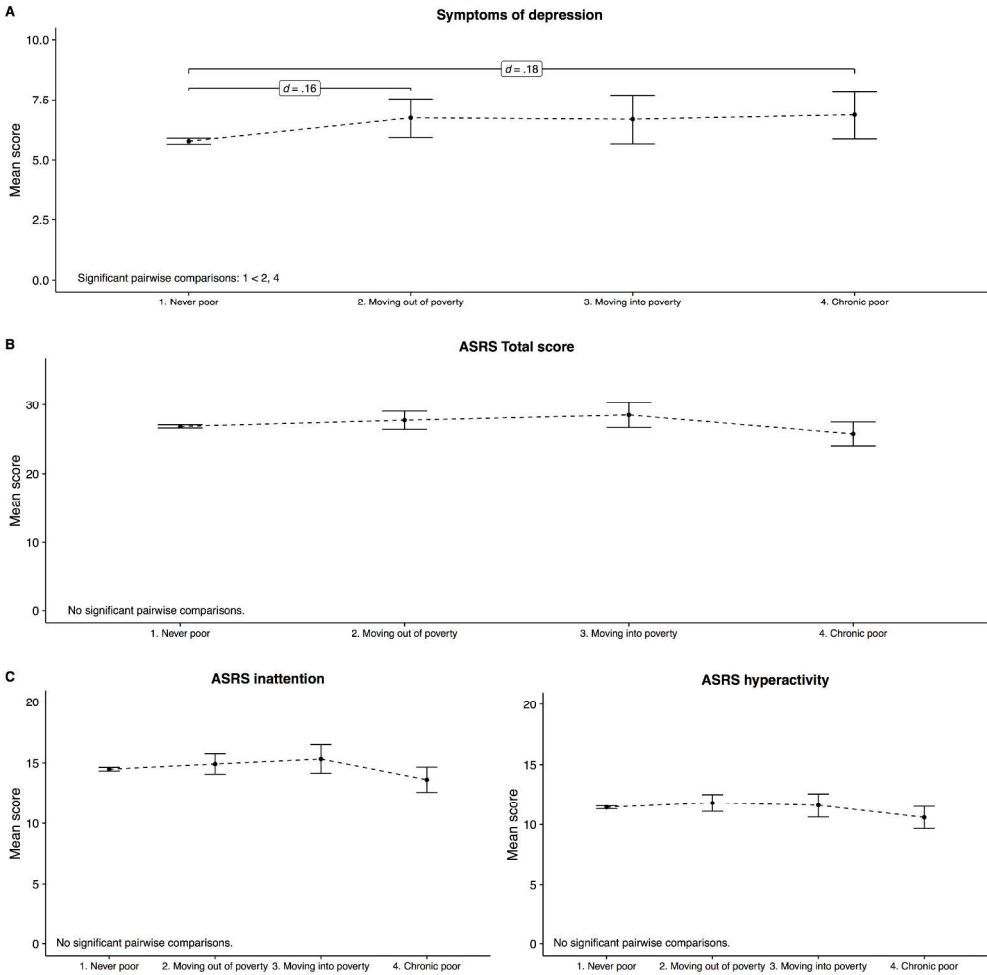 A
Symptoms of depression
10.0
7.5
5.0
2.5
0.0
Mean score
d = .18
d = .16
Significant pairwise comparisons: 1 < 2, 4
1. Never poor
2. Moving out of poverty
3. Moving into poverty
4. Chronic poor
B
ASRS Total score
30
20
10
0
Mean score
No significant pairwise comparisons.
1. Never poor
2. Moving out of poverty
3. Moving into poverty
4. Chronic poor
C
ASRS inattention
20
15
10
5
0
Mean score
No significant pairwise comparisons.
1. Never poor
2. Moving out of poverty
3. Moving into poverty
4. Chronic poor
ASRS hyperactivity
20
15
10
5
0
Mean score
No significant pairwise comparisons.
1. Never poor
2. Moving out of poverty
3. Moving into poverty
4. Chronic poor